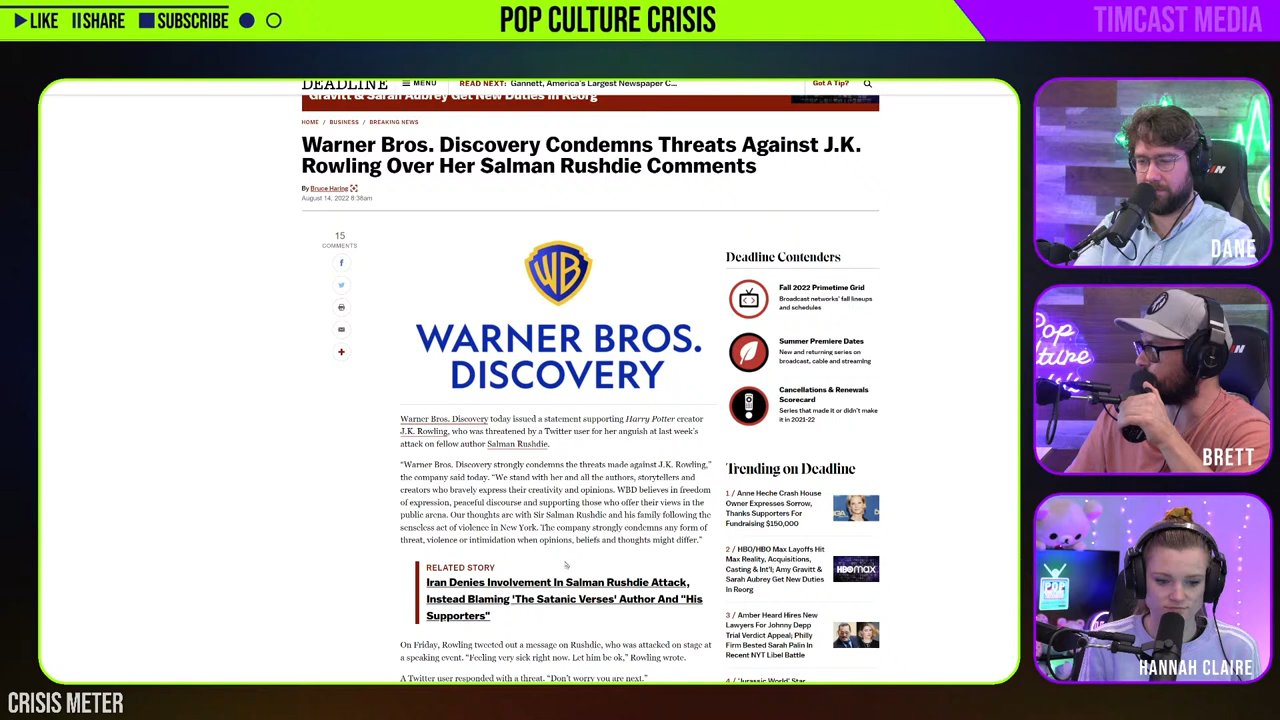 LIKE SHARE SUBSCRIBE
POP CULTURE CRISIS
TIMCAST MEDIA
DEADLINE
MENU
READ NEXT: Gannett, America's Largest Newspaper C...
Got A Tip?
Gravitt & Sarah Aubrey Get New Duties In Reorg
HOME / BUSINESS / BREAKING NEWS
Warner Bros. Discovery Condemns Threats Against J.K.
Rowling Over Her Salman Rushdie Comments
By Bruce Haring
August 14, 2022 8:38am
15
COMMENTS
WB
WARNER BROS.
DISCOVERY
Warner Bros. Discovery today issued a statement supporting Harry Potter creator
J.K. Rowling, who was threatened by a Twitter user for her anguish at last week's
attack on fellow author Salman Rushdie.
“Warner Bros. Discovery strongly condemns the threats made against J.K. Rowling,”
the company said today. “We stand with her and all the authors, storytellers and
creators who bravely express their creativity and opinions. WBD believes in freedom
of expression, peaceful discourse and supporting those who offer their views in the
public arena. Our thoughts are with Sir Salman Rushdie and his family following the
senseless act of violence in New York. The company strongly condemns any form of
threat, violence or intimidation when opinions, beliefs and thoughts might differ.”
RELATED STORY
Iran Denies Involvement In Salman Rushdie Attack,
Instead Blaming 'The Satanic Verses' Author And "His
Supporters"
On Friday, Rowling tweeted out a message on Rushdie, who was attacked on stage at
a speaking event. “Feeling very sick right now. Let him be ok,” Rowling wrote.
A Twitter user responded with a threat. “Don't worry you are next.”
Deadline Contenders
Fall 2022 Primetime Grid
Broadcast networks' fall lineups
and schedules
Summer Premiere Dates
New and returning series on
broadcast, cable and streaming
Cancellations & Renewals
Scorecard
Series that made it or didn't make
it in 2021-22
Trending on Deadline
1 / Anne Heche Crash House
Owner Expresses Sorrow,
Thanks Supporters For
Fundraising $150,000
2 / HBO/HBO Max Layoffs Hit
Max Reality, Acquisitions,
Casting & Int'l; Amy Gravitt &
Sarah Aubrey Get New Duties
In Reorg
HBOMAX
3 / Amber Heard Hires New
Lawyers For Johnny Depp
Trial Verdict Appeal; Philly
Firm Bested Sarah Palin In
Recent NYT Libel Battle
4 / 'Jurassic World' Star
DANE
Pop
BRETT
POP
HANNAH CLAIRE
CRISIS METER